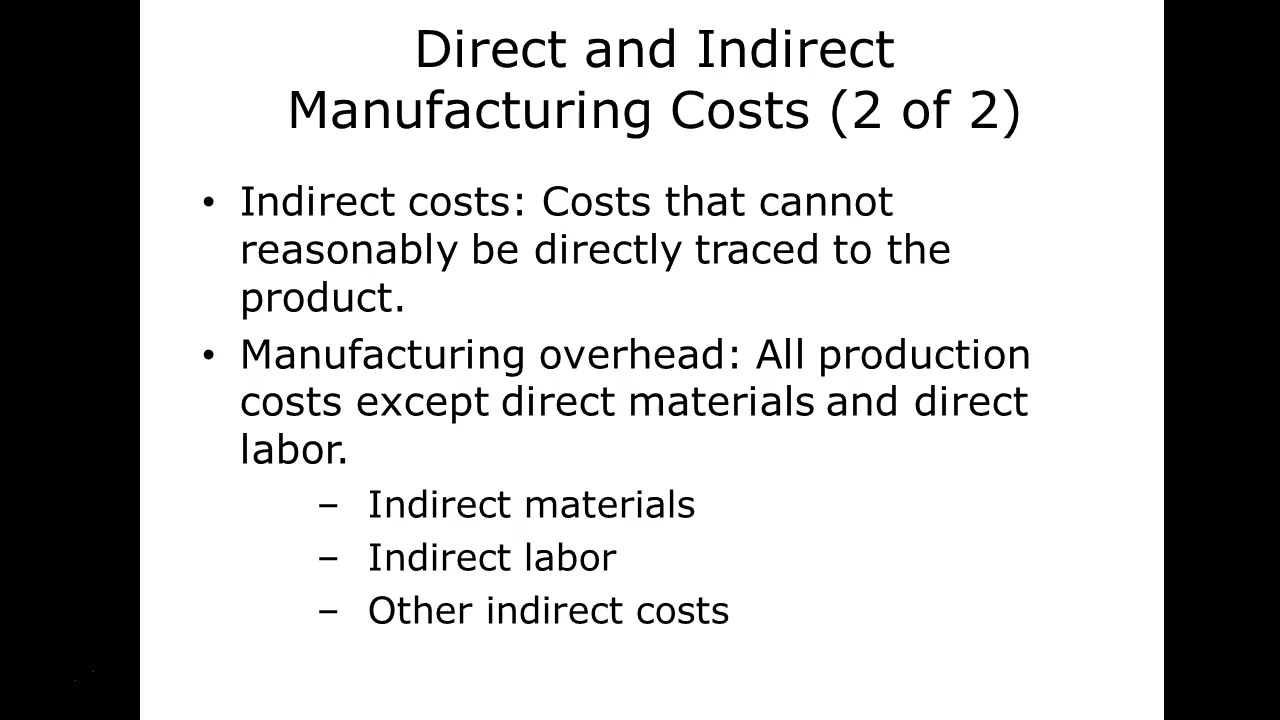 Direct and Indirect
Manufacturing Costs (2 of 2)
• Indirect costs: Costs that cannot
reasonably be directly traced to the
product.
• Manufacturing overhead: All production
costs except direct materials and direct
labor.
– Indirect materials
– Indirect labor
– Other indirect costs